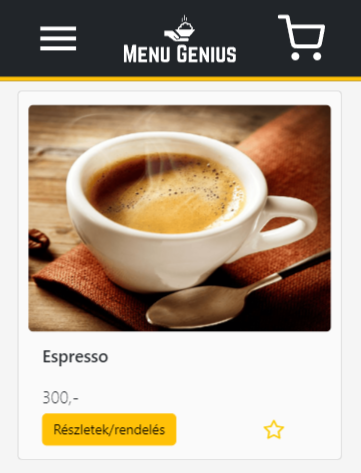 MENU GENIUS
Espresso
300,-
Részletek/rendelés